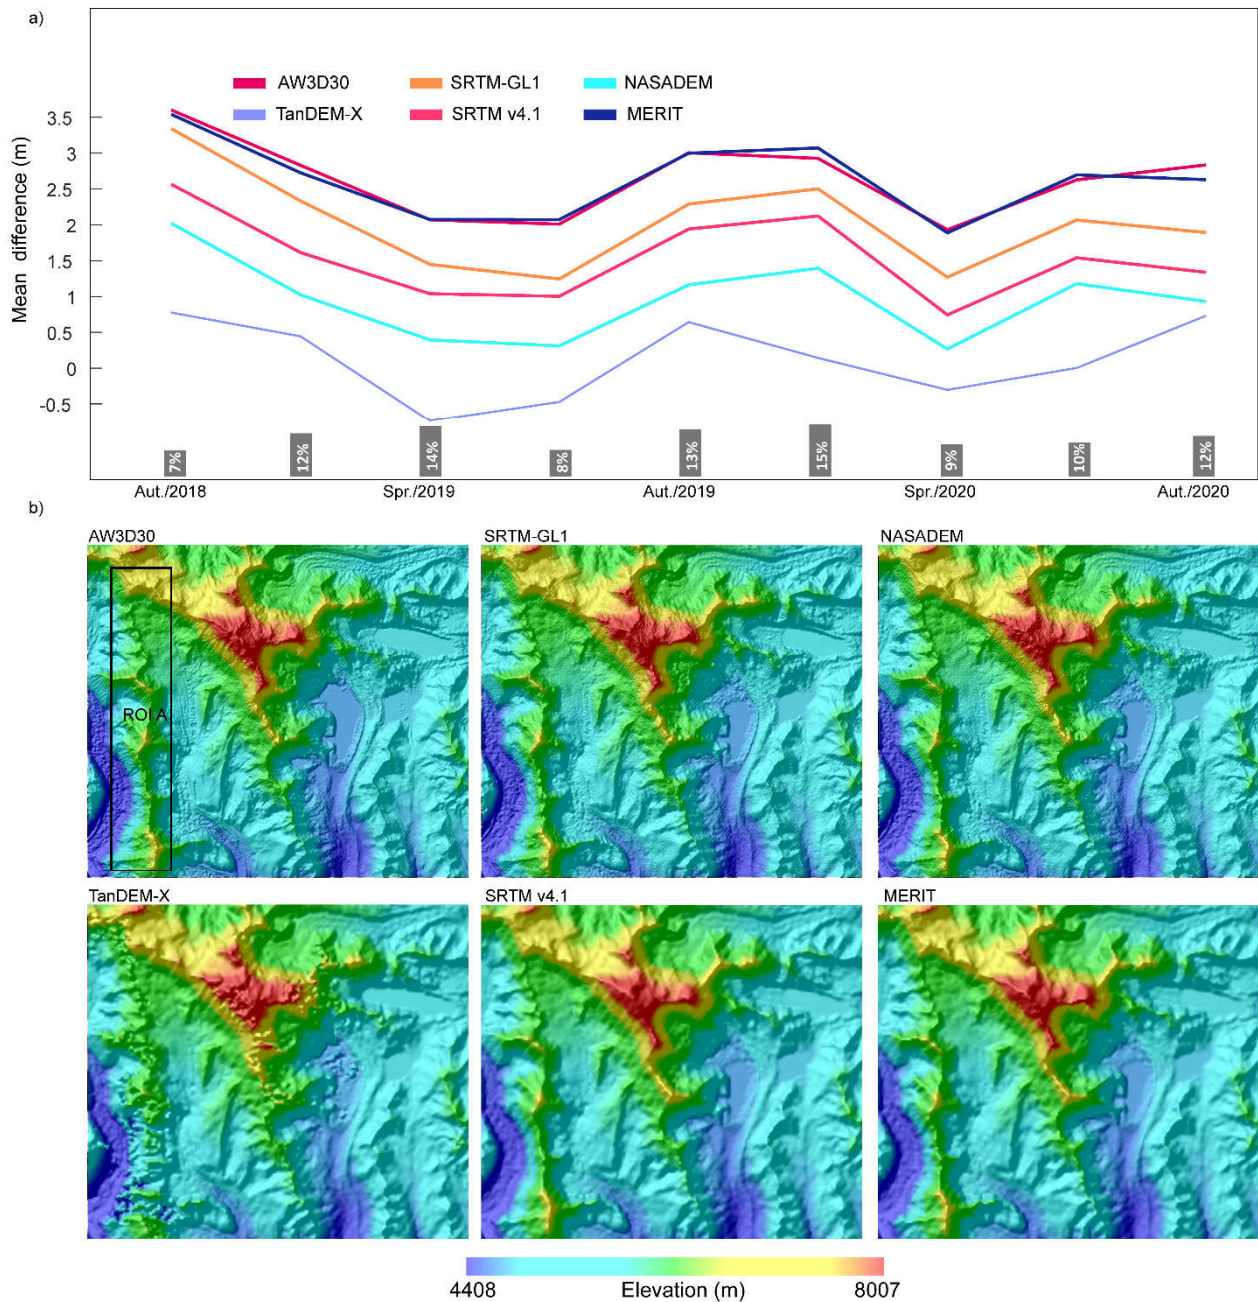 a)
AW3D30 SRTM-GL1 NASADEM
TanDEM-X SRTM v4.1 MERIT
Mean difference (m)
3.5
3
2.5
2
1.5
1
0.5
0
-0.5
7% 12% 14% 8% 13% 15% 9% 10% 12%
Aut./2018 Spr./2019 Aut./2019 Spr./2020 Aut./2020
b)
AW3D30 SRTM-GL1 NASADEM
ROI A
TanDEM-X SRTM v4.1 MERIT
4408 Elevation (m) 8007